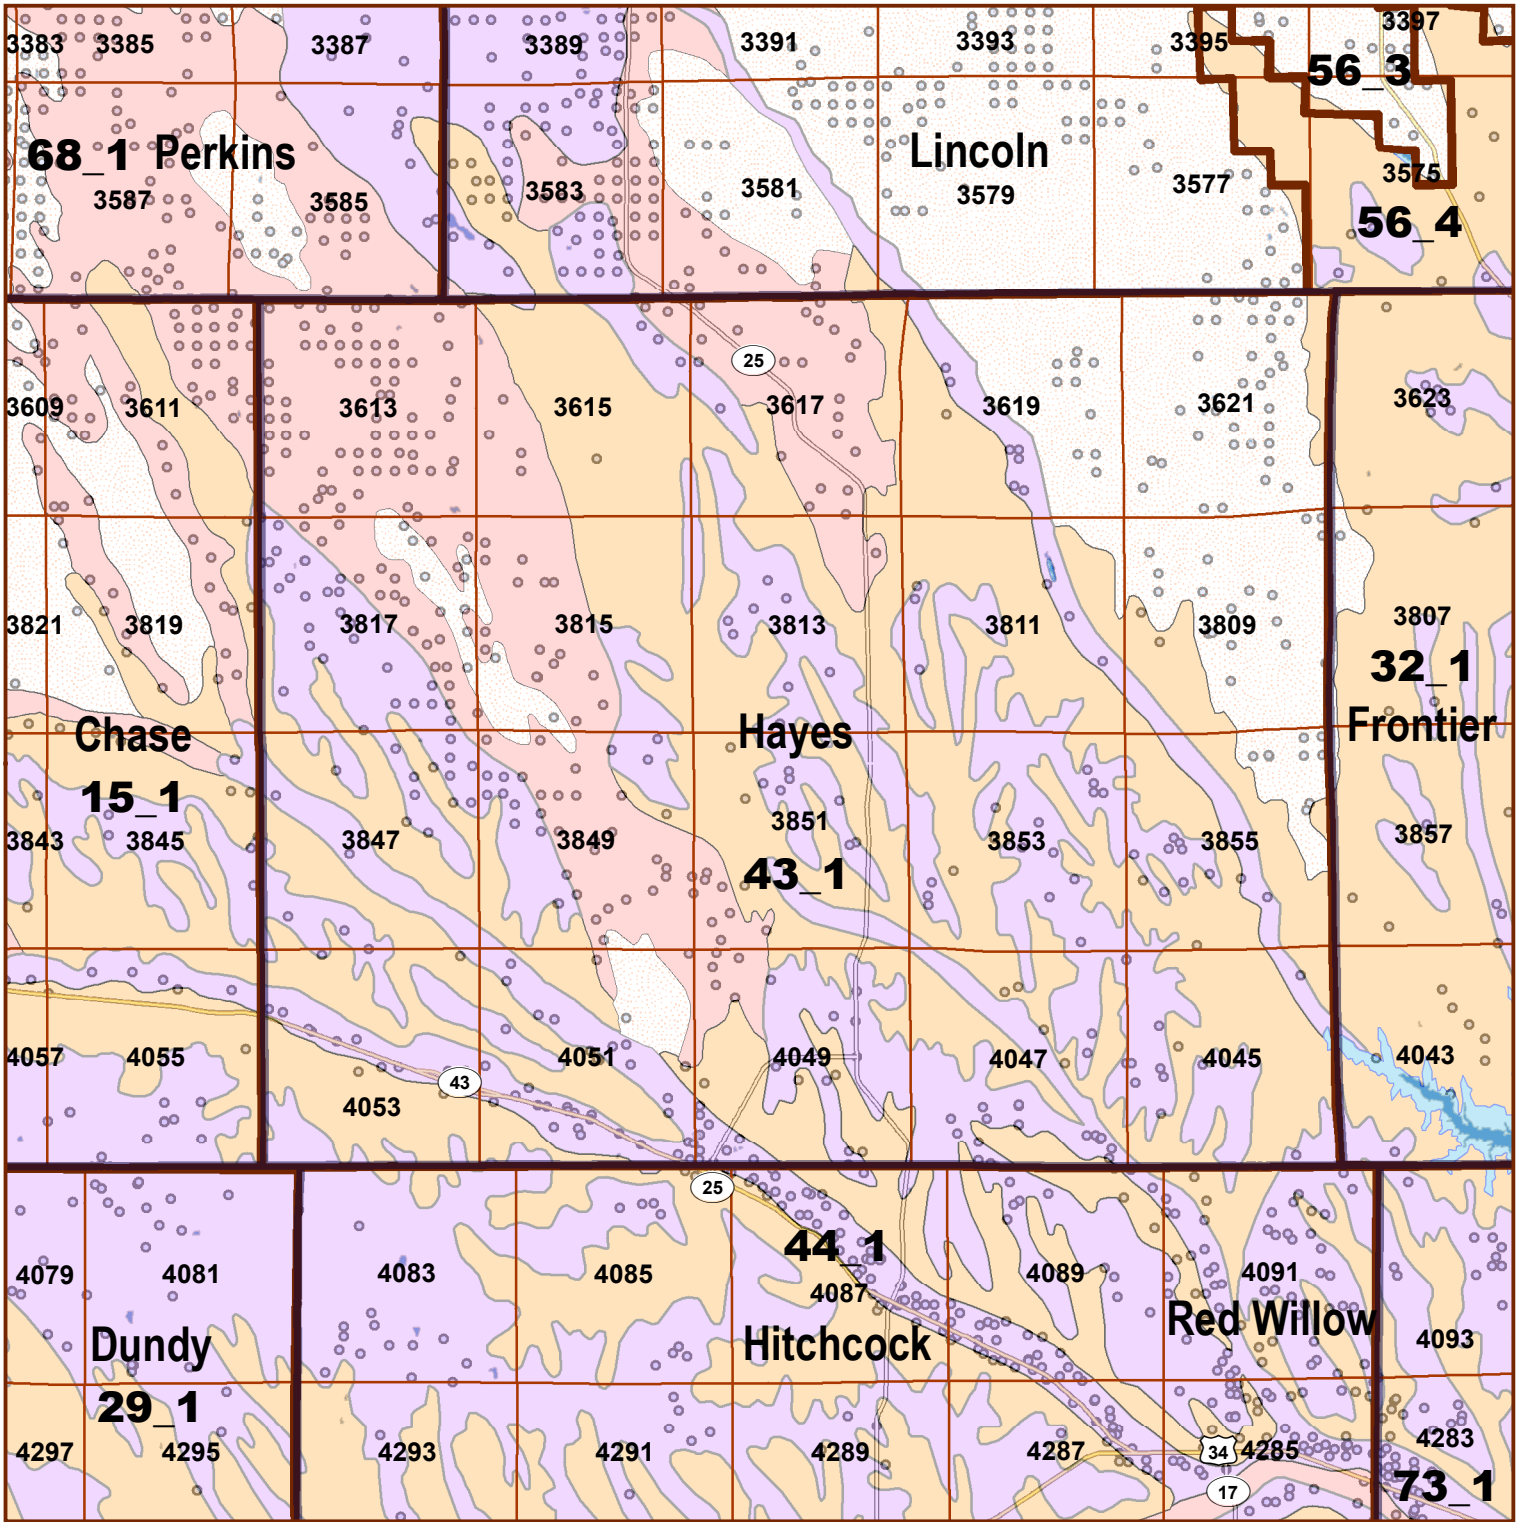 3383 3385 3387 3389 3391 3393 3395 3397
56_3
68_1 Perkins Lincoln
3587 3585 3583 3581 3579 3577 3575
56_4
25
3609 3611 3613 3615 3617 3619 3621 3623
3821 3819 3817 3815 3813 3811 3809 3807
32_1
Chase Hayes Frontier
15_1
3843 3845 3847 3849 3851 3853 3855 3857
43_1
4057 4055 4051 4049 4047 4045 4043
43
4053
25
44_1
4079 4081 4083 4085 4087 4089 4091
Red Willow
Dundy Hitchcock 4093
29_1
4297 4295 4293 4291 4289 4287 34 4285 4283
17 73_1